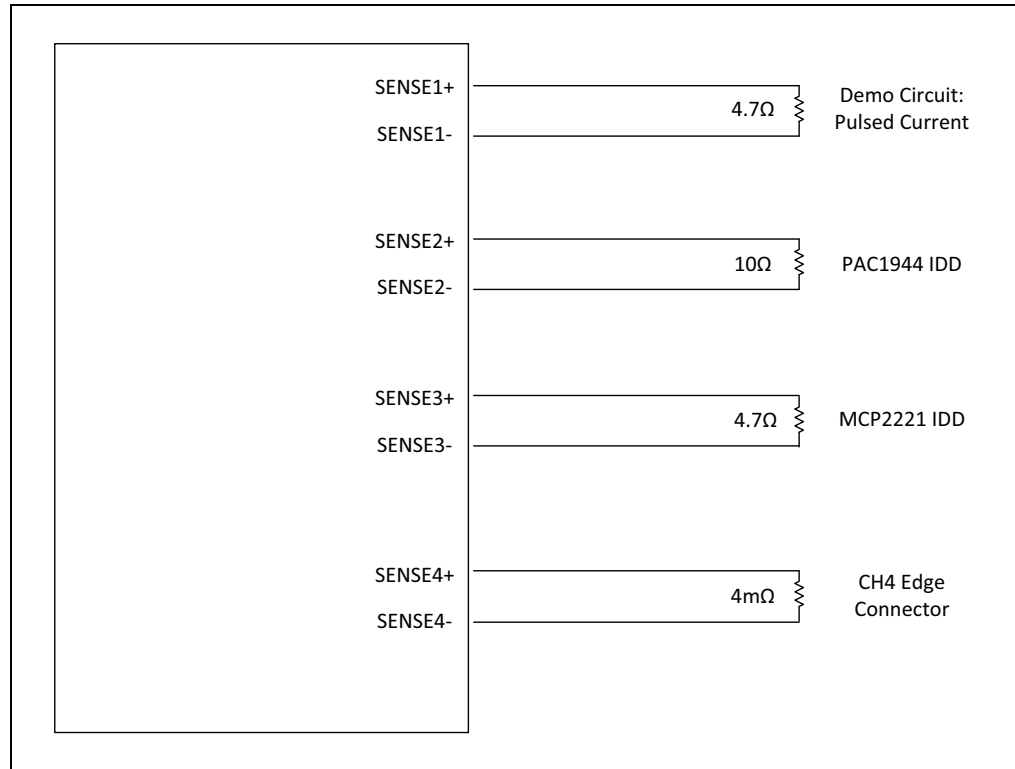 SENSE1+
4.7Ω
Demo Circuit:
Pulsed Current
SENSE1-
SENSE2+
10Ω
PAC1944 IDD
SENSE2-
SENSE3+
4.7Ω
MCP2221 IDD
SENSE3-
SENSE4+
4mΩ
CH4 Edge
Connector
SENSE4-